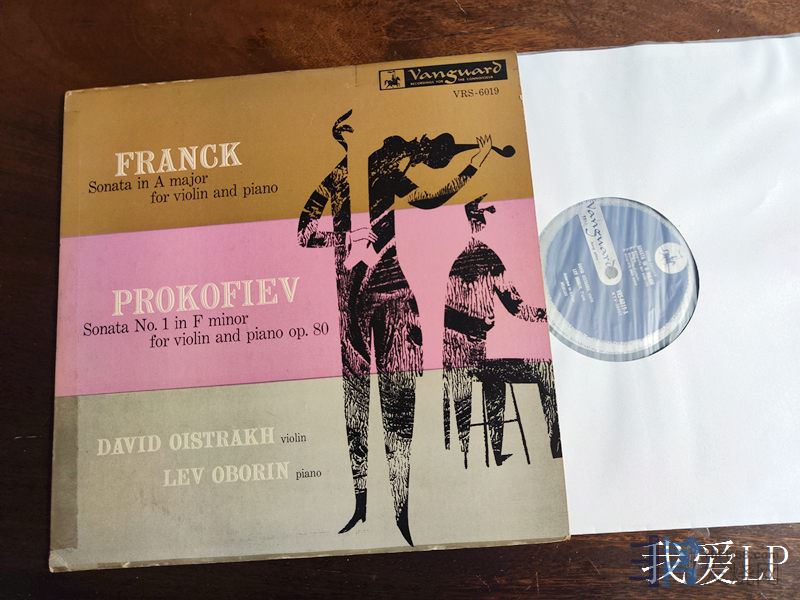 Vanguard
RECORDINGS FOR THE CONNOISSEUR
VRS-6019
FRANCK
Sonata in A major
for violin and piano
PROKOFIEV
Sonata No. 1 in F minor
for violin and piano op. 80
DAVID OISTRAKH violin
LEV OBORIN piano
Vanguard
我爱LP